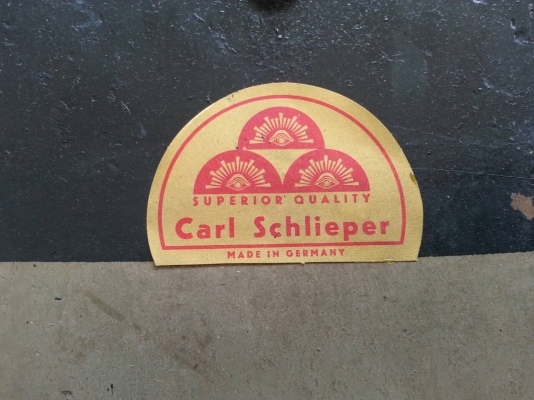 SUPERIOR QUALITY
Carl Schlieper
MADE IN GERMANY